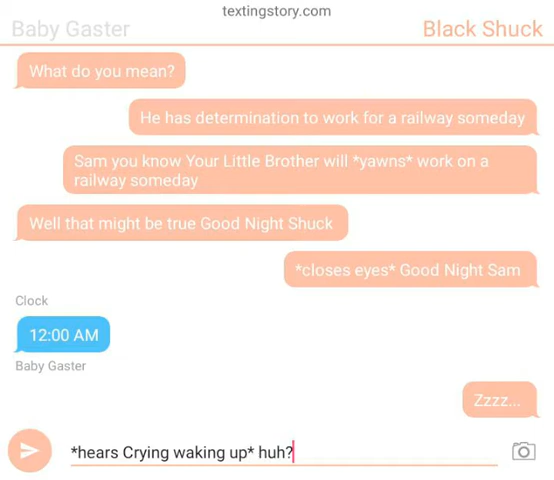 textingstory.com
Baby Gaster
Black Shuck
What do you mean?
He has determination to work for a railway someday
Sam you know Your Little Brother will *yawns* work on a
railway someday
Well that might be true Good Night Shuck
*closes eyes* Good Night Sam
Clock
12:00 AM
Baby Gaster
Zzzz...
*hears Crying waking up* huh?